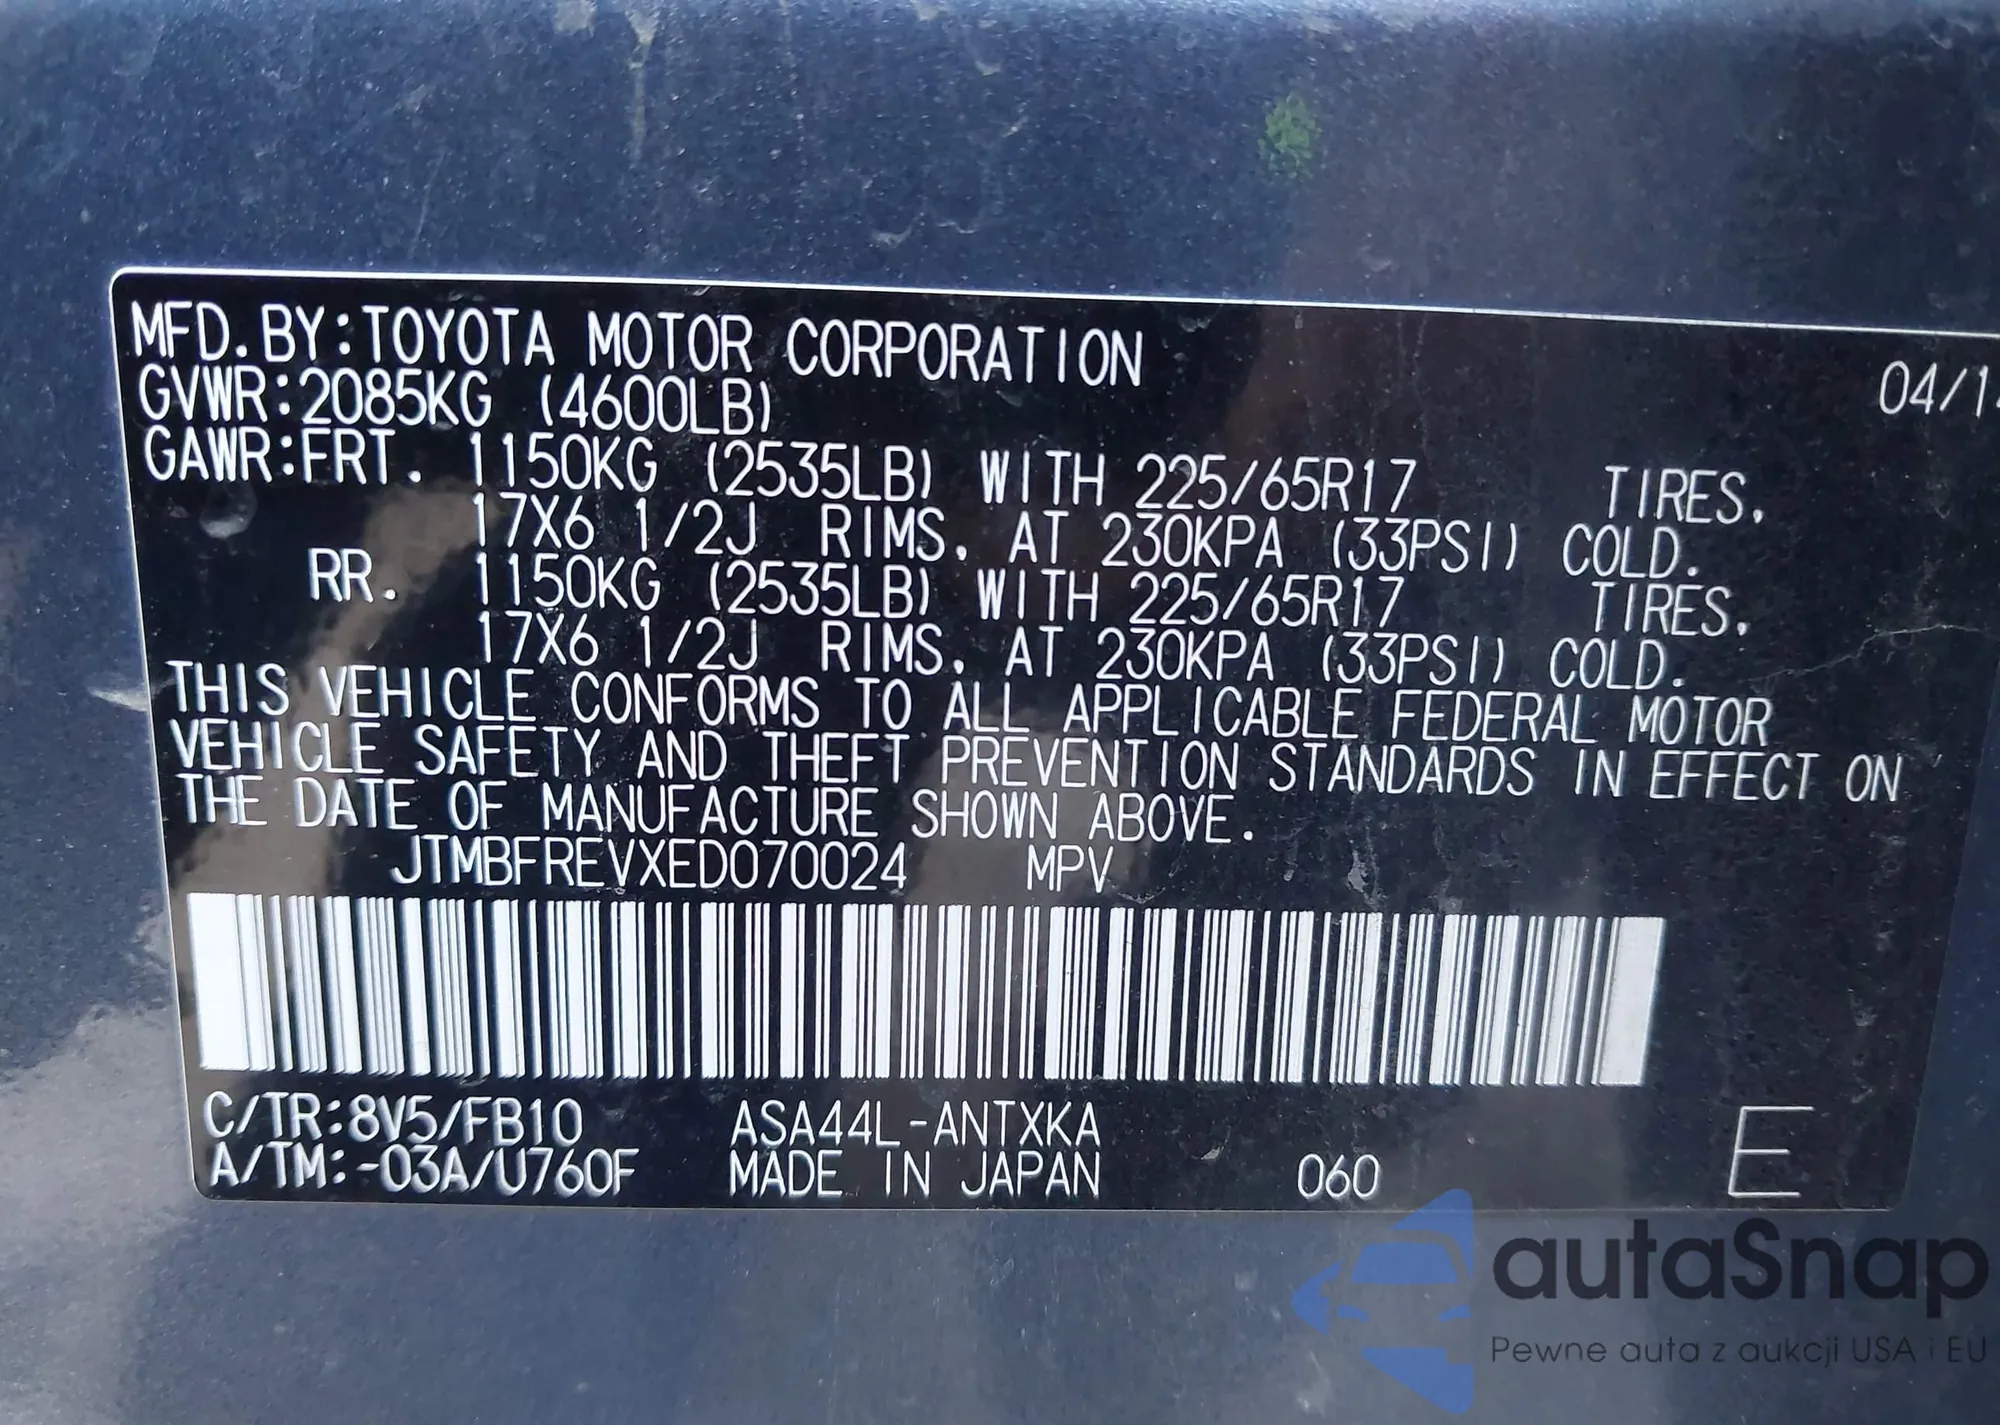 MFD. BY: TOYOTA MOTOR CORPORATION 04/14
GVWR: 2085KG (4600LB)
GAWR: FRT. 1150KG (2535LB) WITH 225/65R17 TIRES,
17X6 1/2J RIMS, AT 230KPA (33PSI) COLD.
RR. 1150KG (2535LB) WITH 225/65R17 TIRES,
17X6 1/2J RIMS, AT 230KPA (33PSI) COLD.
THIS VEHICLE CONFORMS TO ALL APPLICABLE FEDERAL MOTOR
VEHICLE SAFETY AND THEFT PREVENTION STANDARDS IN EFFECT ON
THE DATE OF MANUFACTURE SHOWN ABOVE.
JTMBFREVXED070024 MPV
C/TR: 8V5/FB10 ASA44L-ANTXKA
A/TM: -03A/U760F MADE IN JAPAN 060 E
autaSnap
Pewne auta z aukcji USA i EU